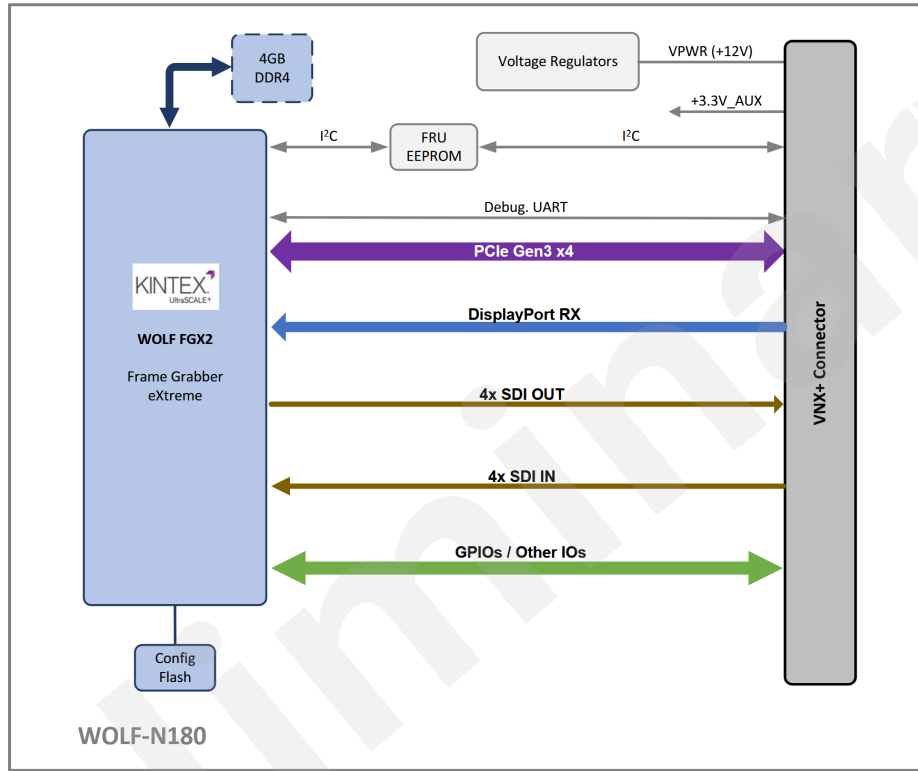 4GB
DDR4
Voltage Regulators
VPWR (+12V)
+3.3V_AUX
I²C
FRU
EEPROM
I²C
Debug. UART
PCIe Gen3 x4
KINTEX
UltraSCALE+
WOLF FGX2
Frame Grabber
eXtreme
DisplayPort RX
4x SDI OUT
4x SDI IN
GPIOs / Other IOs
VNX+ Connector
Config
Flash
WOLF-N180
liminar